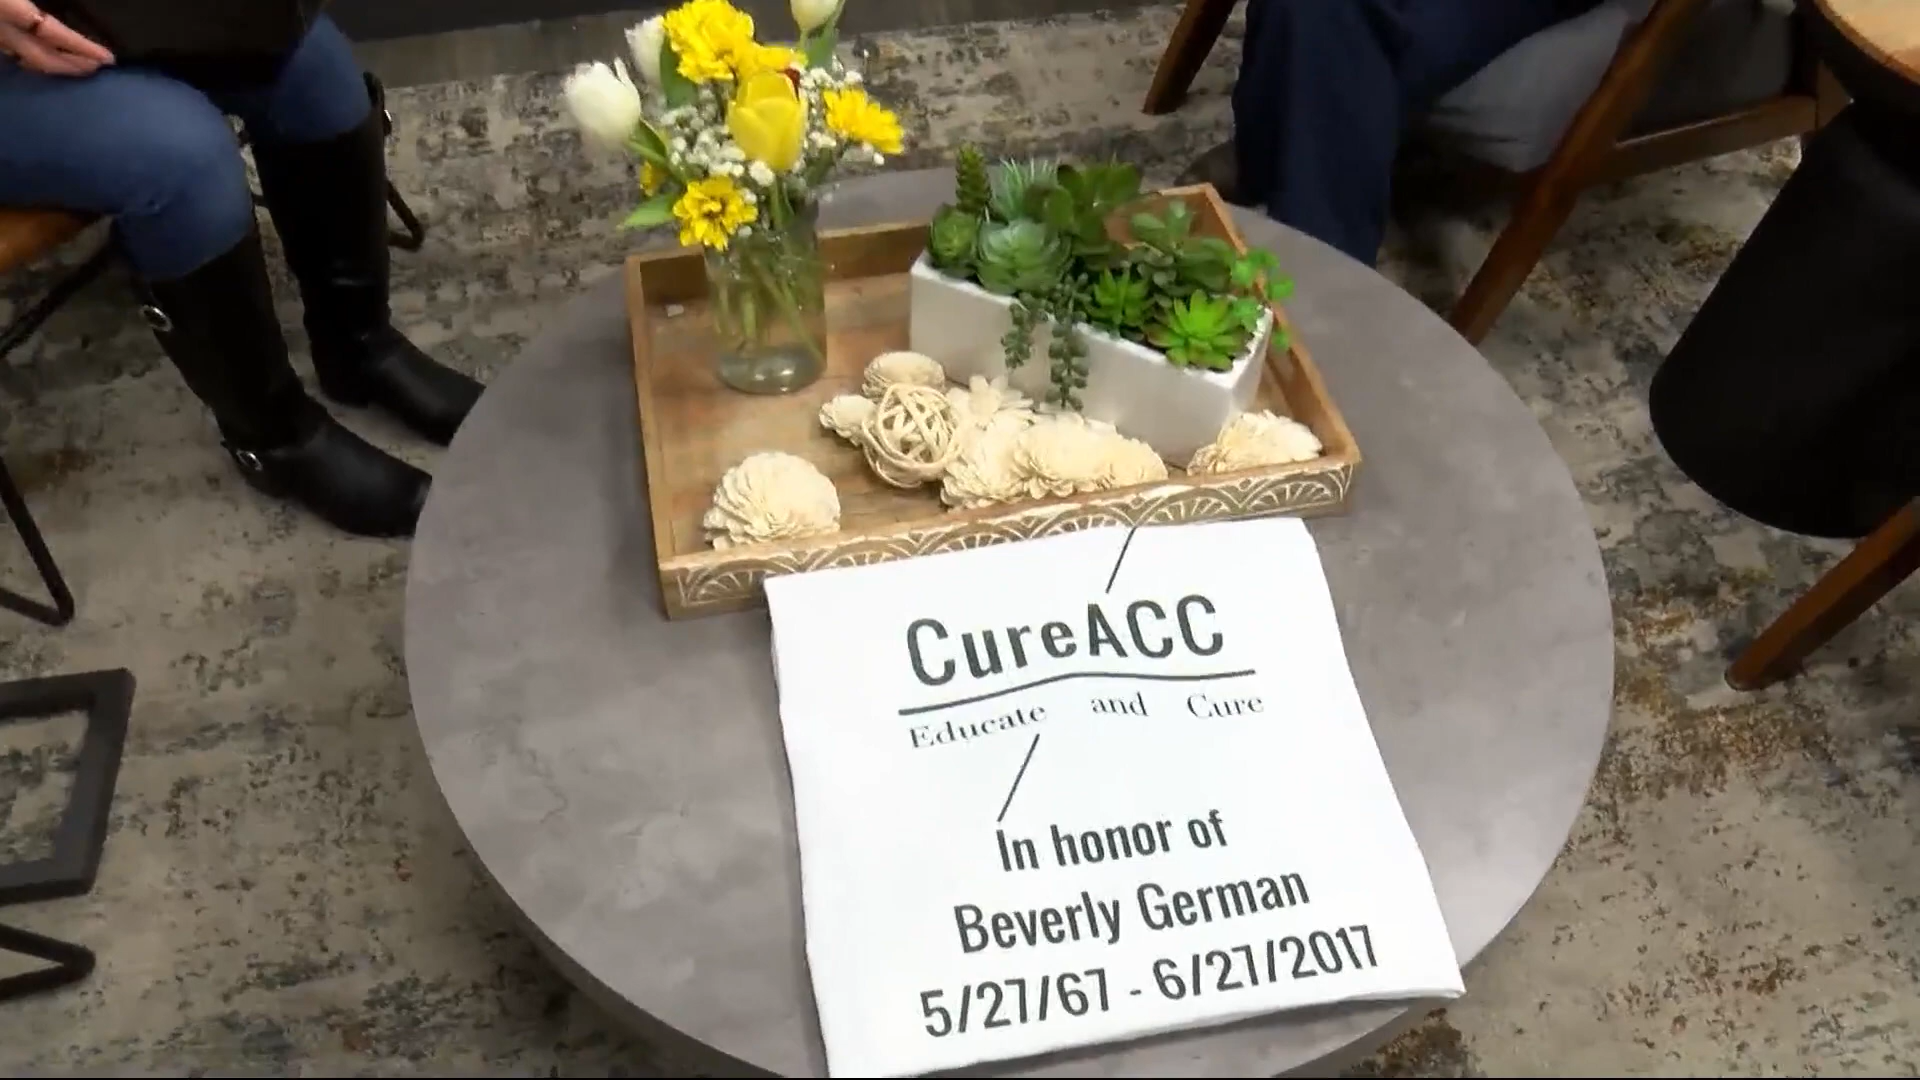 CureACC
Educate and Cure
In honor of
Beverly German
5/27/67 - 6/27/2017